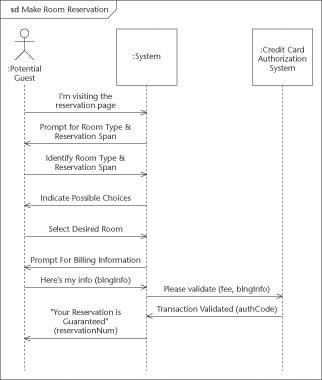 sd Make Room Reservation
:Potential
Guest
:System
:Credit Card
Authorization
System
I'm visiting the
reservation page
Prompt for Room Type &
Reservation Span
Identify Room Type &
Reservation Span
Indicate Possible Choices
Select Desired Room
Prompt For Billing Information
Here's my info (blngInfo)
Please validate (fee, blngInfo)
Transaction Validated (authCode)
"Your Reservation is
Guaranteed"
(reservationNum)